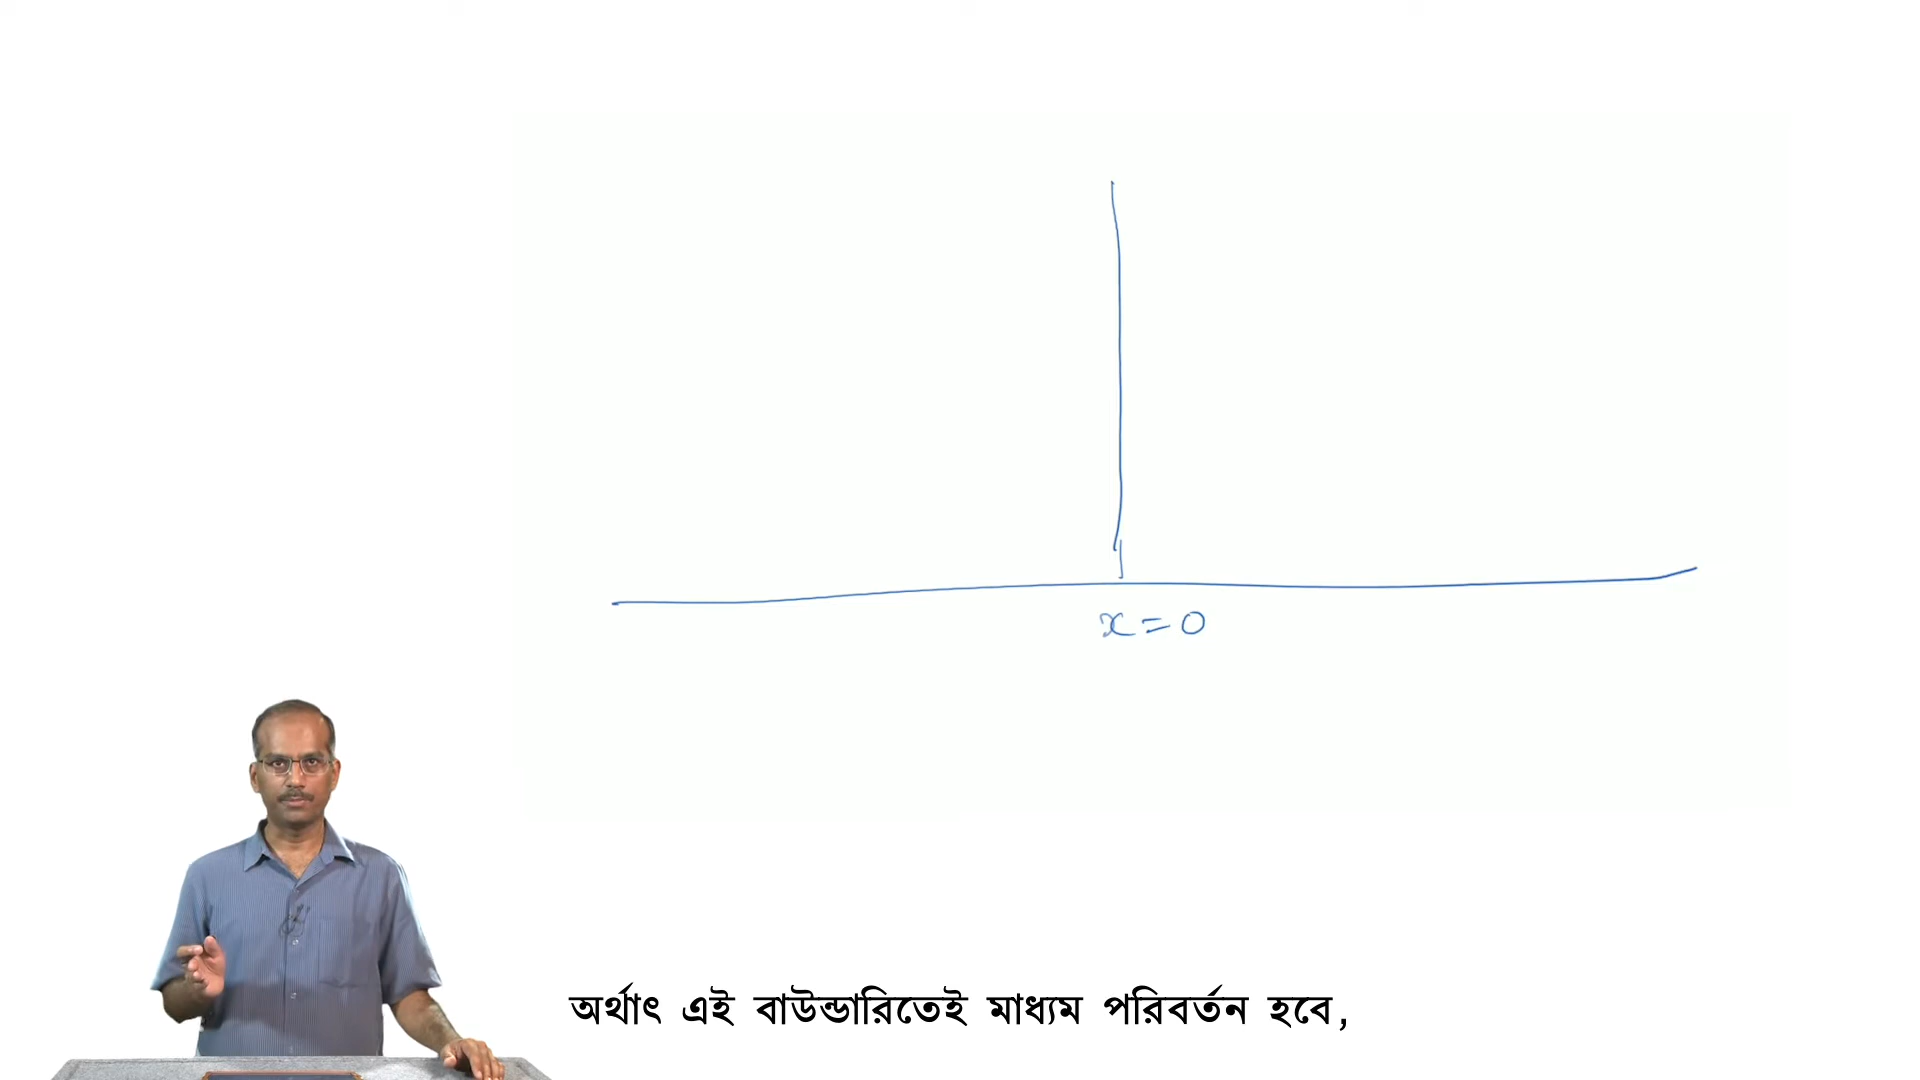 x = 0
অর্থাৎ এই বাউন্ডারিতেই মাধ্যম পরিবর্তন হবে,